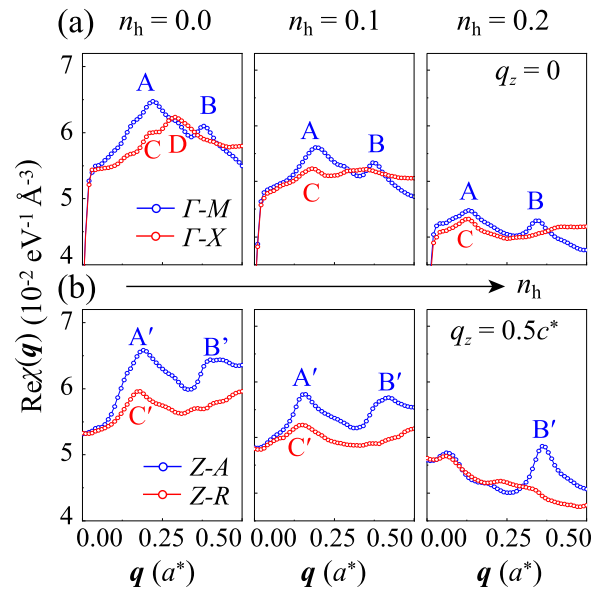 (a)
n_h = 0.0
n_h = 0.1
n_h = 0.2
Reχ(q) (10⁻² eV⁻¹ Å⁻³)
7
6
5
4
A
B
C
D
Γ-M
Γ-X
A
B
C
q_z = 0
A
B
C
(b)
n_h
7
6
5
4
A′
B’
C′
Z-A
Z-R
A′
B′
C′
q_z = 0.5c*
B′
0.00 0.25 0.50
0.00 0.25 0.50
0.00 0.25 0.50
q (a*)
q (a*)
q (a*)